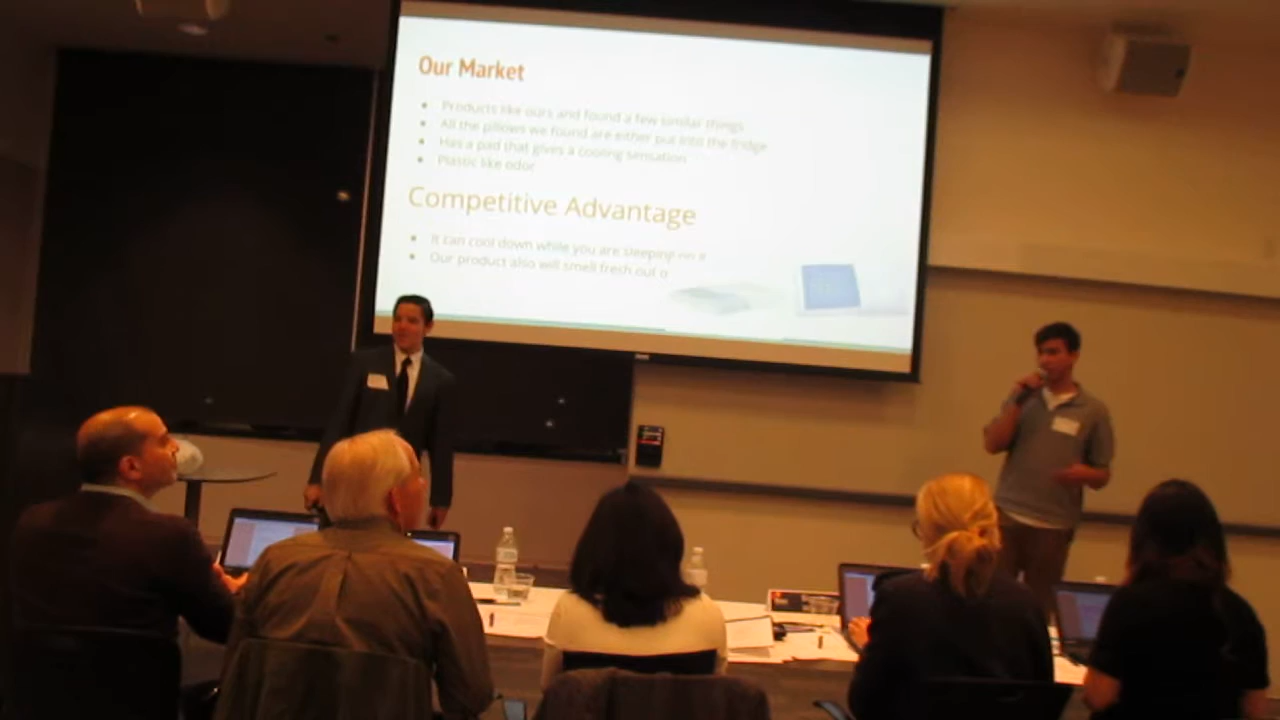 Our Market
Products like ours and found a few similar things
All the pillows we found are either put into the fridge
Has a pad that gives a cooling sensation
Plastic like odor
Competitive Advantage
It can cool down while you are sleeping on it
Our product also will smell fresh out o